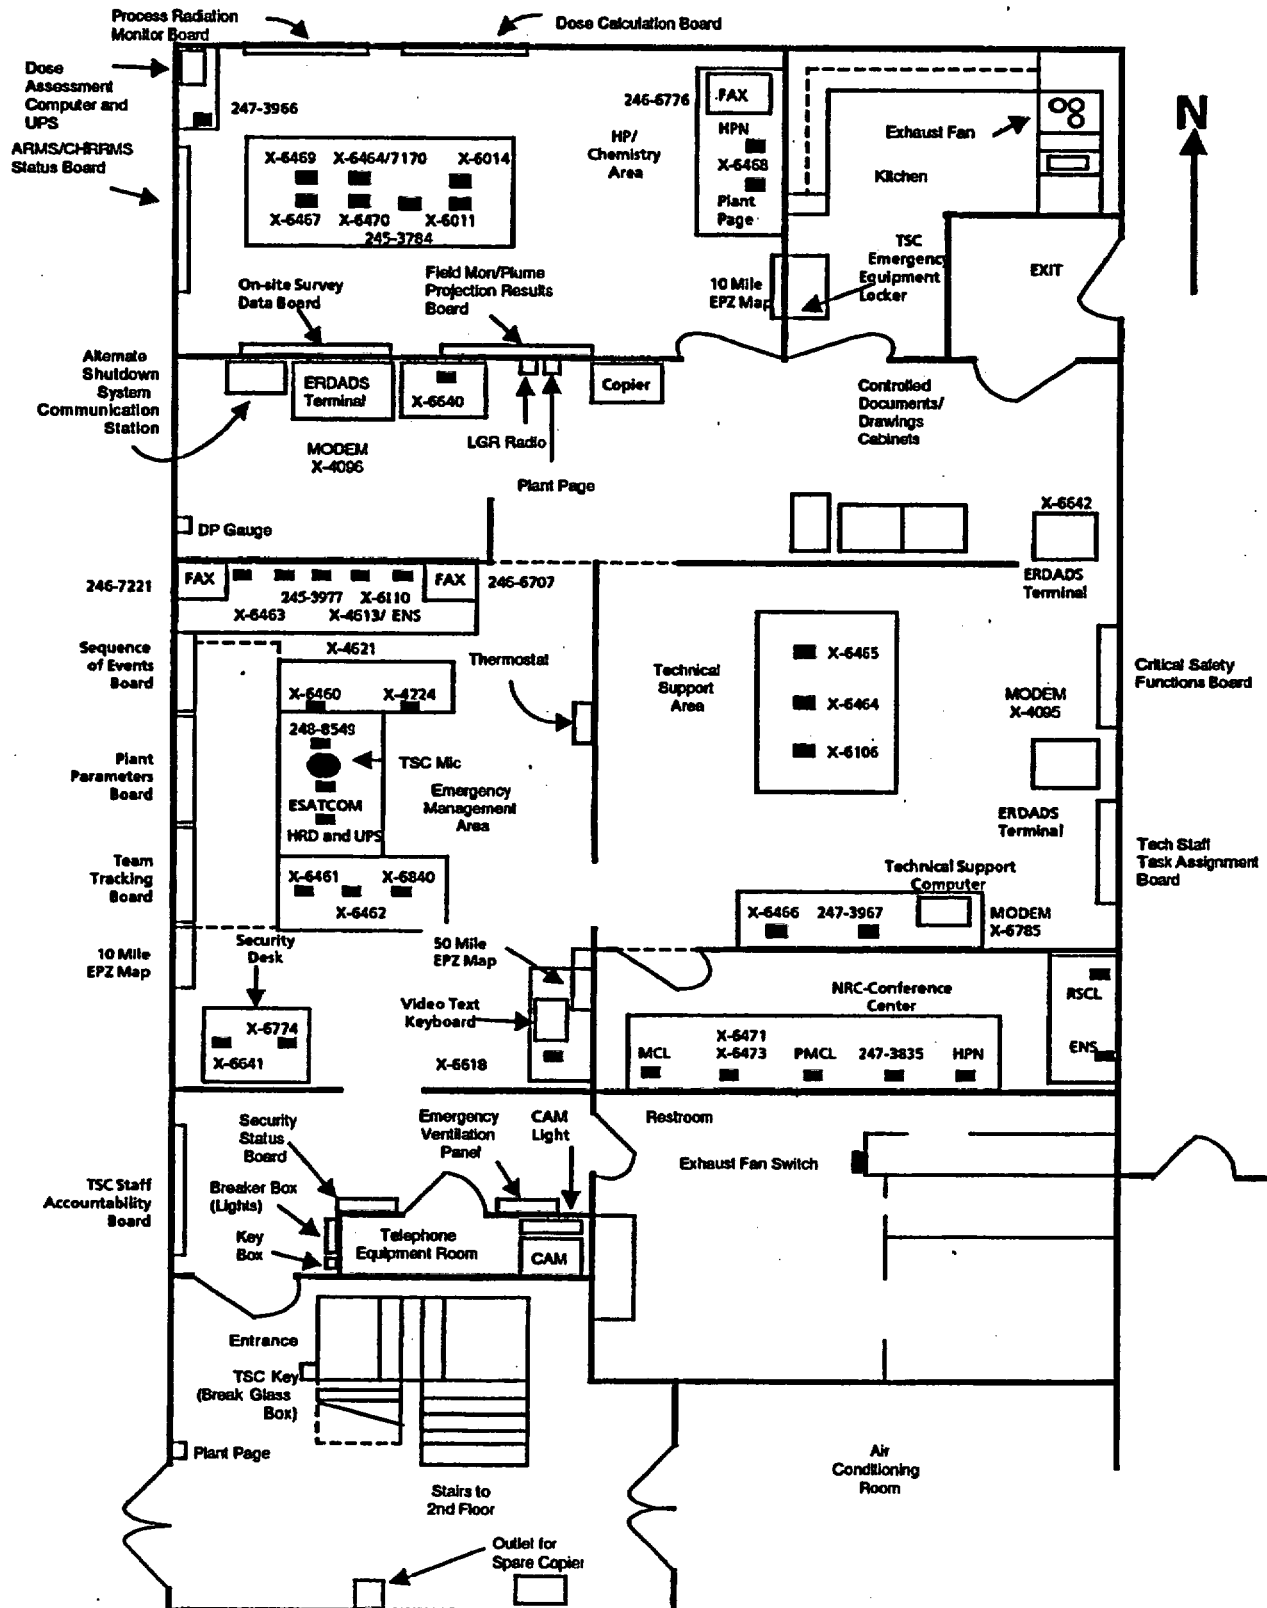 Process Radiation
Monitor Board
Dose Calculation Board
Dose
Assessment
Computer and
UPS
247-3966
ARMS/CHRRMS
Status Board
X-6469 X-6464/7170 X-6014
X-6467 X-6470 X-6011
245-3784
246-6776
FAX
HPN
X-6468
Plant
Page
HP/
Chemistry
Area
Exhaust Fan
Kitchen
N
TSC
Emergency
Equipment
Locker
EXIT
10 Mile
EPZ Map
On-site Survey
Data Board
Field Mon/Plume
Projection Results
Board
Alternate
Shutdown
System
Communication
Station
ERDADS
Terminal
X-6640
Copier
LGR Radio
MODEM
X-4096
Plant Page
Controlled
Documents/
Drawings
Cabinets
DP Gauge
X-6642
ERDADS
Terminal
246-7221
FAX
FAX
246-6707
245-3977 X-6110
X-6463 X-4613/ ENS
X-4621
Sequence
of Events
Board
X-6460 X-4224
Thermostat
Technical
Support
Area
X-6465
X-6464
X-6106
Critical Safety
Functions Board
MODEM
X-4095
248-8549
TSC Mic
ESATCOM
HRD and UPS
Emergency
Management
Area
Plant
Parameters
Board
ERDADS
Terminal
Team
Tracking
Board
X-6461 X-6840
X-6462
Tech Staff
Task Assignment
Board
Technical Support
Computer
X-6466 247-3967
MODEM
X-6785
10 Mile
EPZ Map
Security
Desk
50 Mile
EPZ Map
Video Text
Keyboard
X-6774
X-6641
X-6618
NRC-Conference
Center
RSCL
ENS
X-6471
MCL X-6473 PMCL 247-3835 HPN
Security
Status
Board
Emergency
Ventilation
Panel
CAM
Light
Restroom
Exhaust Fan Switch
TSC Staff
Accountability
Board
Breaker Box
(Lights)
Key
Box
Telephone
Equipment Room
CAM
Entrance
TSC Key
(Break Glass
Box)
Plant Page
Stairs to
2nd Floor
Air
Conditioning
Room
Outlet for
Spare Copier